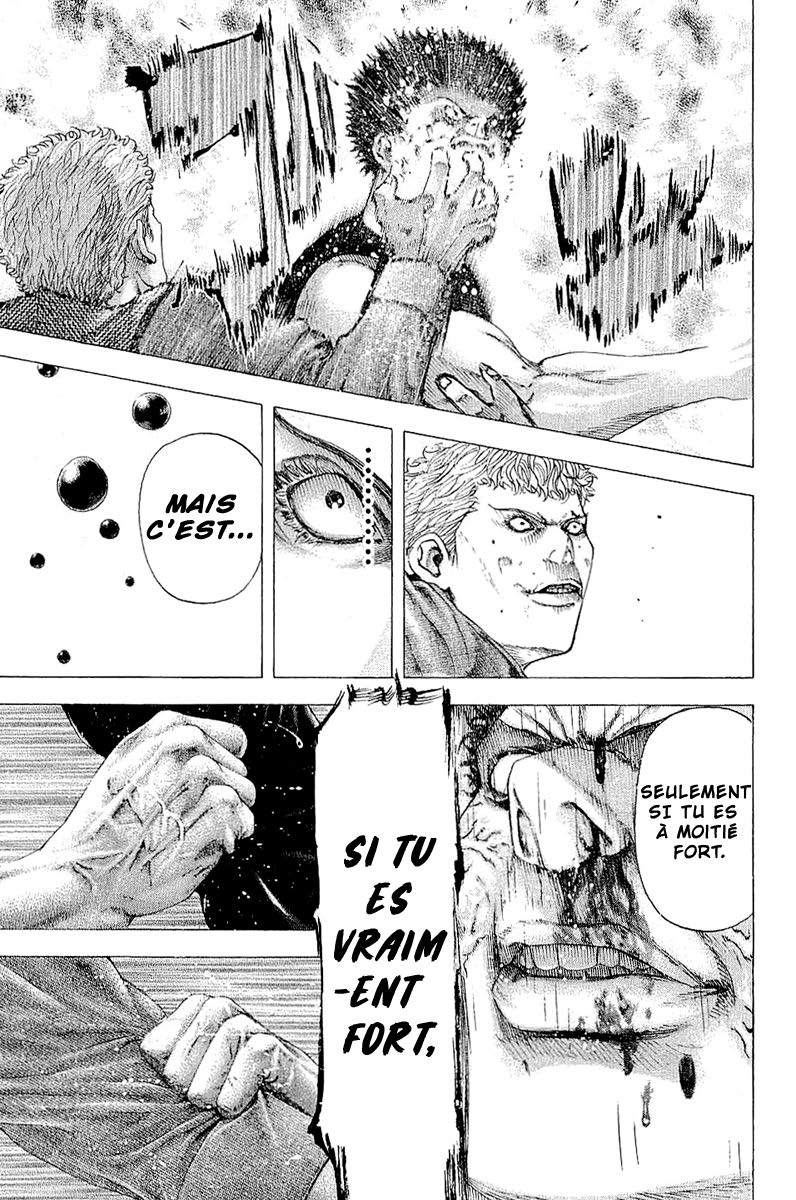 .............
MAIS
C'EST...
SEULEMENT
SI TU ES
À MOITIÉ
FORT.
SI TU
ES
VRAIM
-ENT
FORT,